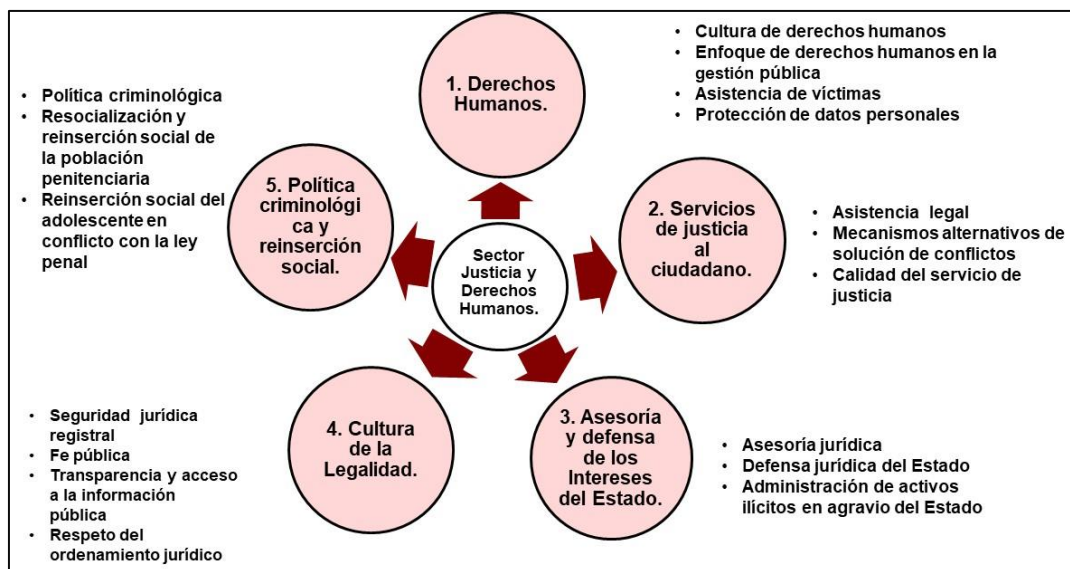 1. Derechos
Humanos.
• Cultura de derechos humanos
• Enfoque de derechos humanos en la
gestión pública
• Asistencia de víctimas
• Protección de datos personales
2. Servicios
de justicia
al
ciudadano.
• Asistencia legal
• Mecanismos alternativos de
solución de conflictos
• Calidad del servicio de
justicia
3. Asesoría
y defensa
de los
Intereses
del Estado.
• Asesoría jurídica
• Defensa jurídica del Estado
• Administración de activos
ilícitos en agravio del Estado
4. Cultura
de la
Legalidad.
• Seguridad jurídica
registral
• Fe pública
• Transparencia y acceso
a la información
pública
• Respeto del
ordenamiento jurídico
5. Política
criminológi
ca y
reinserción
social.
• Política criminológica
• Resocialización y
reinserción social de
la población
penitenciaria
• Reinserción social del
adolescente en
conflicto con la ley
penal
Sector
Justicia y
Derechos
Humanos.